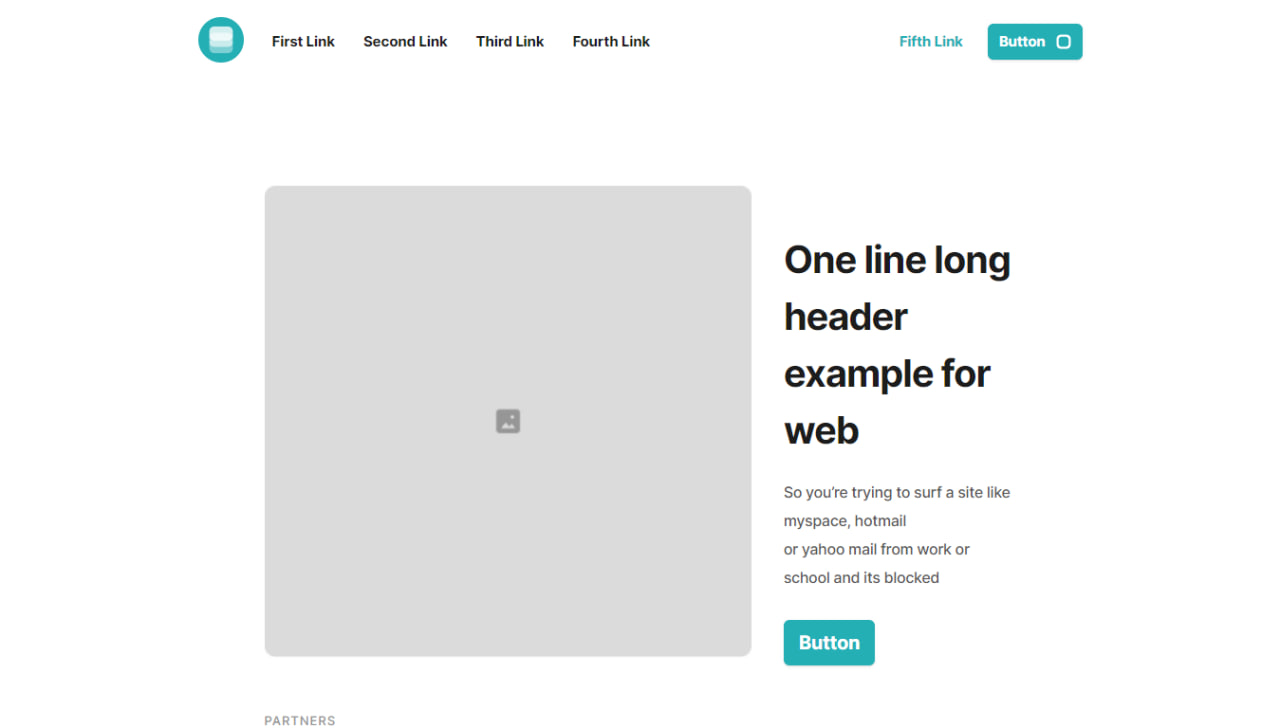 First Link Second Link Third Link Fourth Link Fifth Link Button
One line long
header
example for
web
So you’re trying to surf a site like
myspace, hotmail
or yahoo mail from work or
school and its blocked
Button
PARTNERS